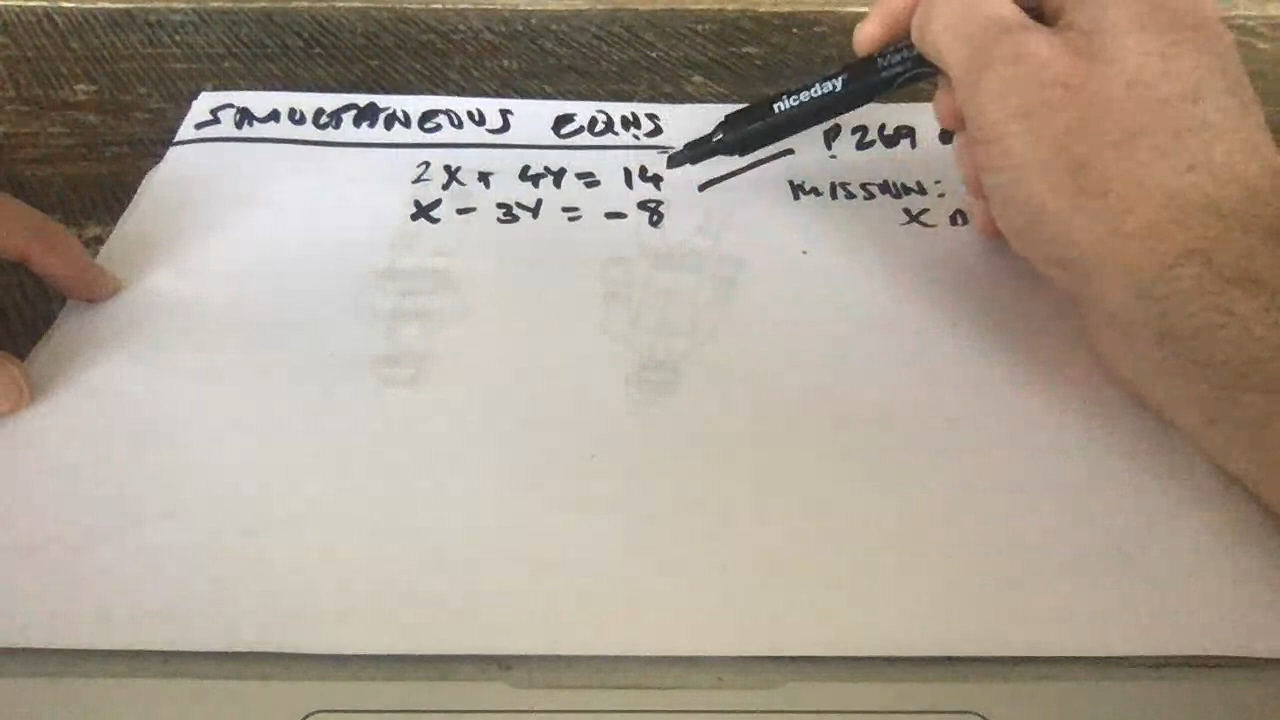 SIMULTANEOUS EQNS
P269
2X + 4Y = 14
MISSION:
X - 3Y = -8
X
niceday